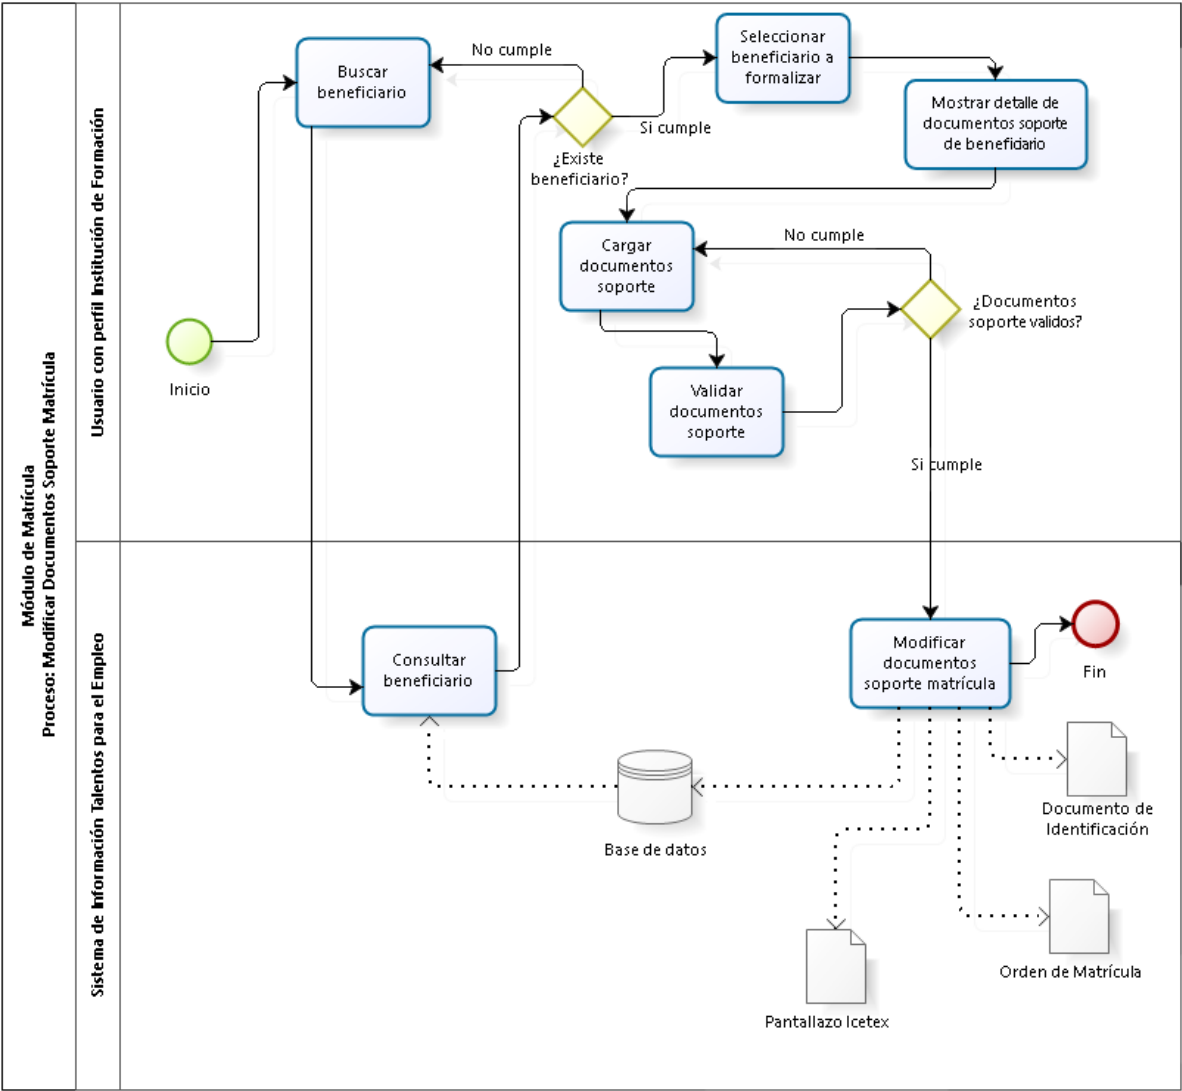 Módulo de Matrícula
Proceso: Modificar Documentos Soporte Matrícula
Usuario con perfil Institución de Formación
Inicio
Buscar
beneficiario
No cumple
¿Existe
beneficiario?
Si cumple
Seleccionar
beneficiario a
formalizar
Mostrar detalle de
documentos soporte
de beneficiario
Cargar
documentos
soporte
No cumple
¿Documentos
soporte validos?
Validar
documentos
soporte
Si cumple
Sistema de Información Talentos para el Empleo
Consultar
beneficiario
Modificar
documentos
soporte matrícula
Fin
Base de datos
Documento de
Identificación
Orden de Matrícula
Pantallazo Icetex